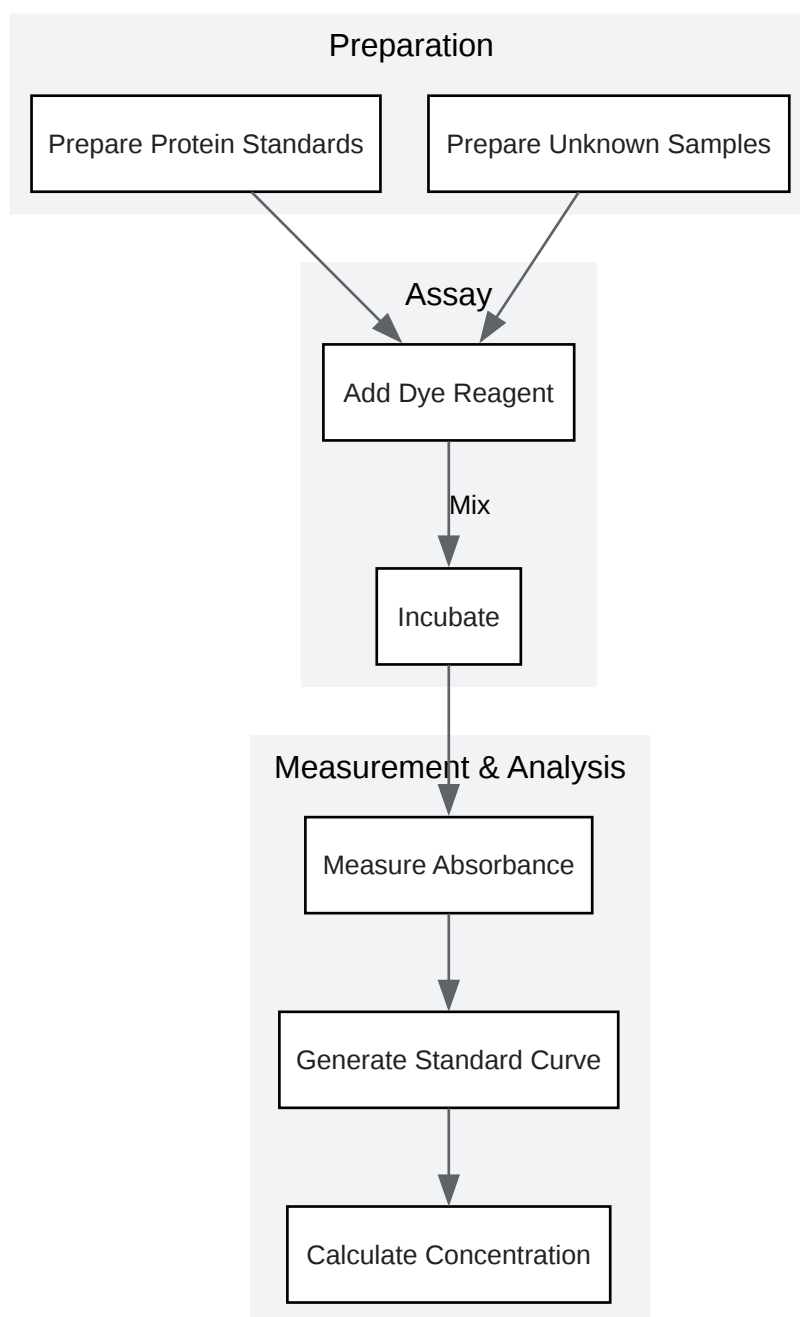 Preparation
Prepare Protein Standards
Prepare Unknown Samples
Assay
Add Dye Reagent
Mix
Incubate
Measurement & Analysis
Measure Absorbance
Generate Standard Curve
Calculate Concentration